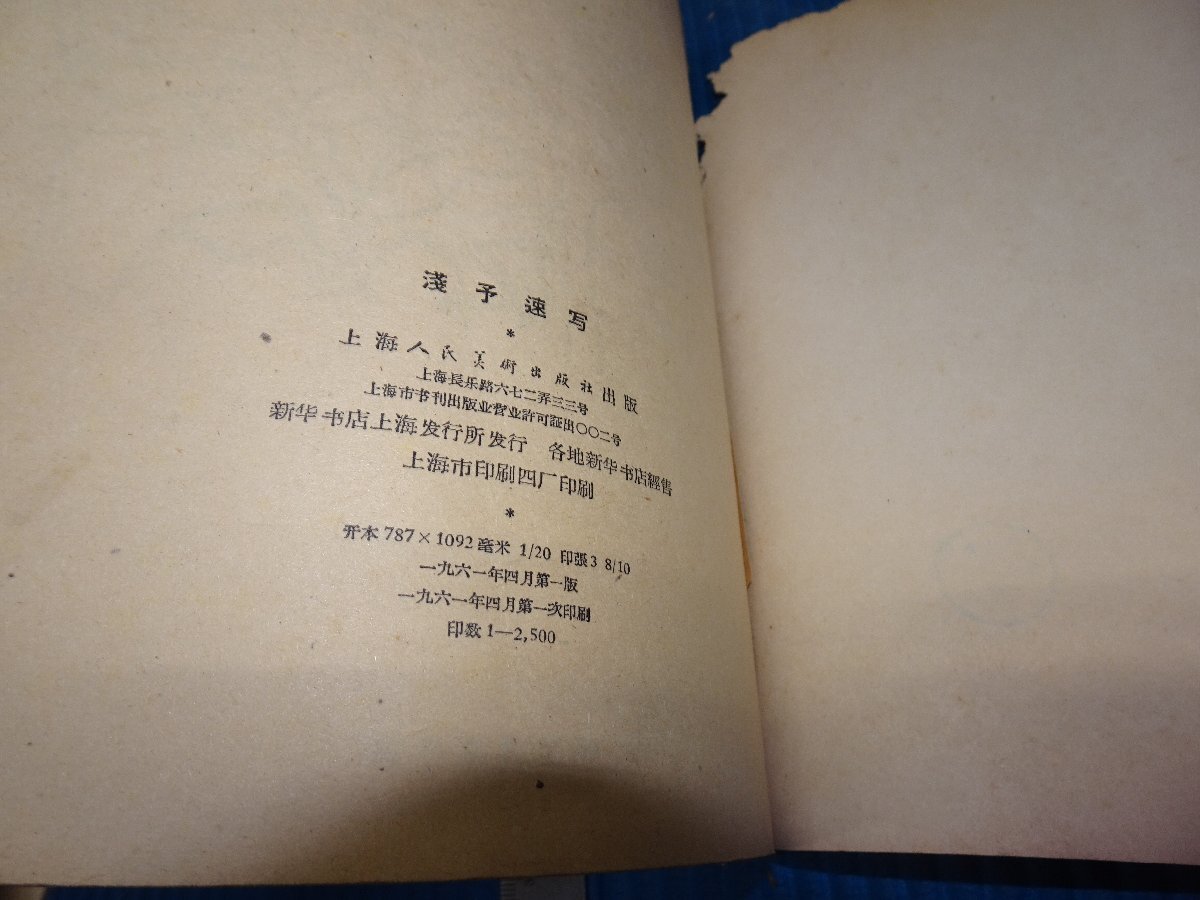 淺予速写
*
上海人民美術出版社出版
上海長乐路六七二弄三三号
上海市书刊出版业营业許可証出〇〇二号
新华书店上海发行所发行 各地新华书店經售
上海市印刷四厂印刷
*
开本 787×1092 毫米 1/20 印張 3 8/10
一九六一年四月第一版
一九六一年四月第一次印刷
印数 1—2,500